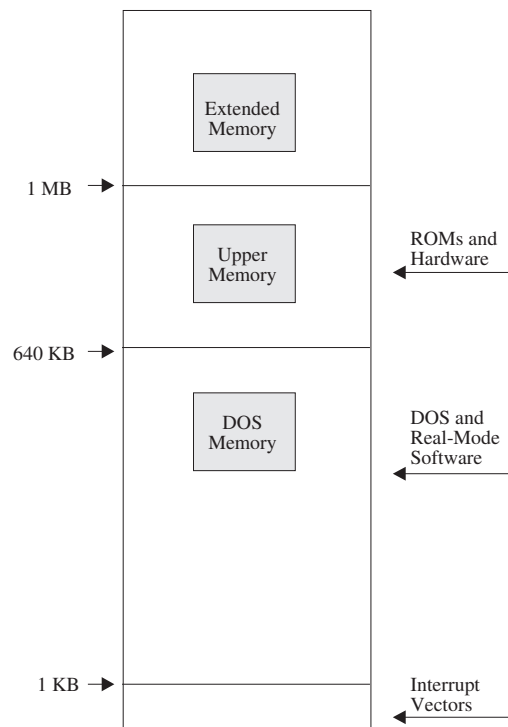 Extended
Memory
1 MB
Upper
Memory
ROMs and
Hardware
640 KB
DOS
Memory
DOS and
Real-Mode
Software
1 KB
Interrupt
Vectors